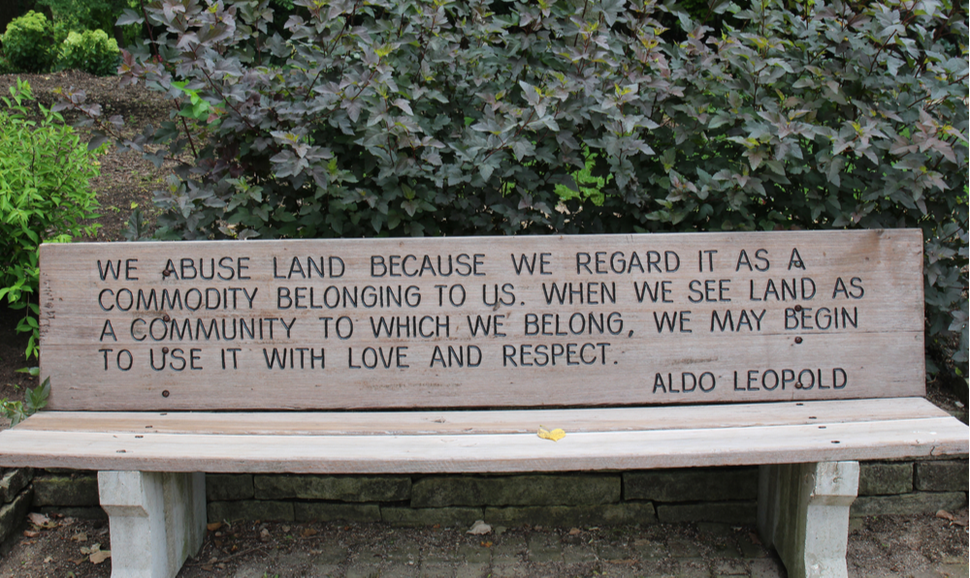 WE ABUSE LAND BECAUSE WE REGARD IT AS A
COMMODITY BELONGING TO US. WHEN WE SEE LAND AS
A COMMUNITY TO WHICH WE BELONG, WE MAY BEGIN
TO USE IT WITH LOVE AND RESPECT.
ALDO LEOPOLD